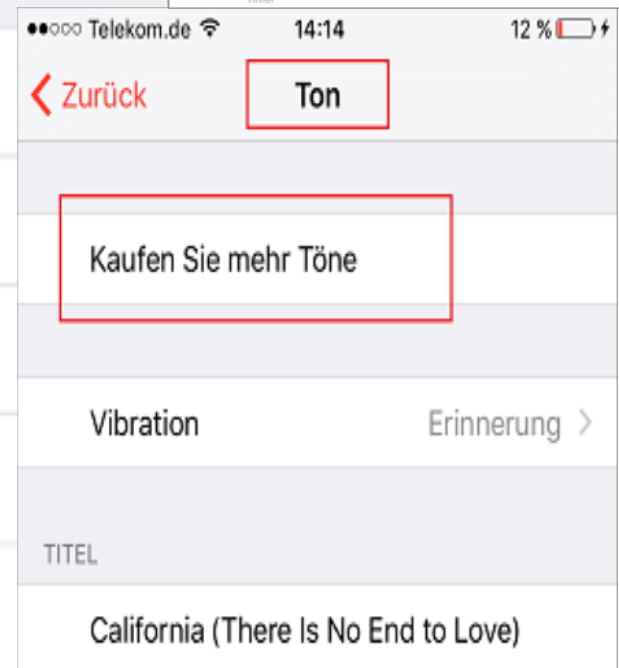 Telekom.de 14:14 12 %
Zurück Ton
Kaufen Sie mehr Töne
Vibration Erinnerung
TITEL
California (There Is No End to Love)